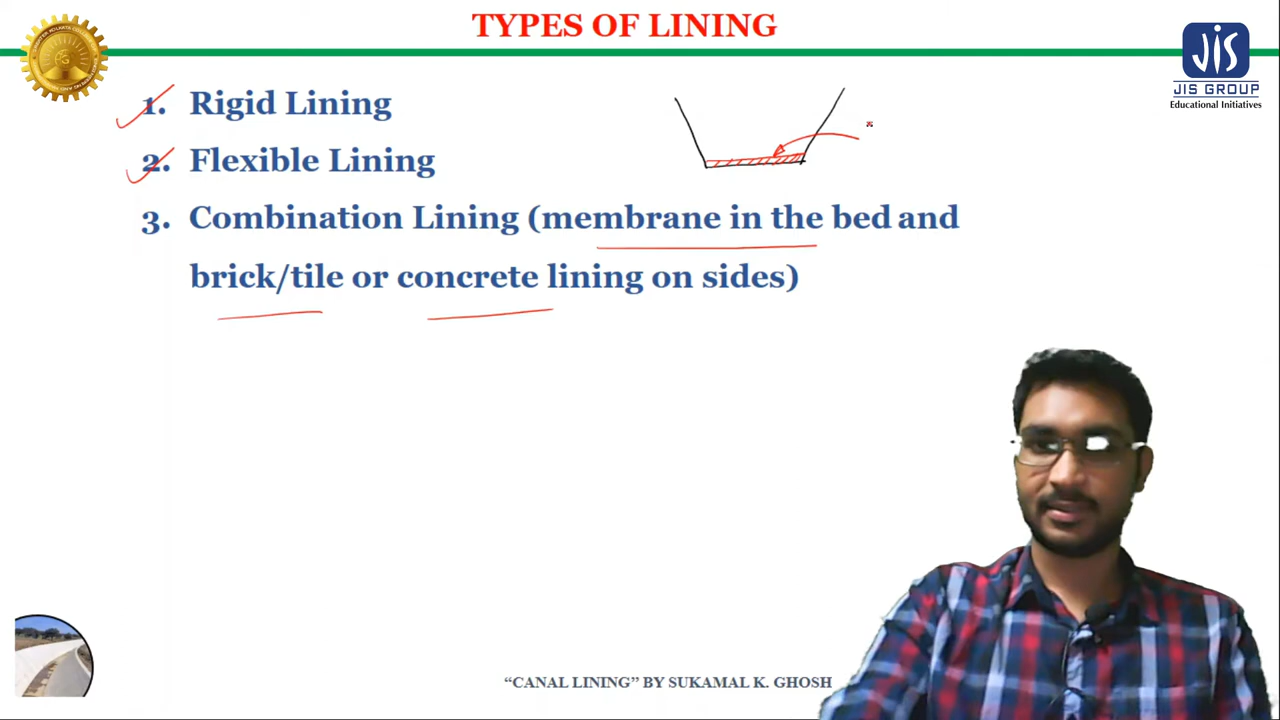 TYPES OF LINING
JIS GROUP
Educational Initiatives
1. Rigid Lining
2. Flexible Lining
3. Combination Lining (membrane in the bed and
brick/tile or concrete lining on sides)
“CANAL LINING” BY SUKAMAL K. GHOSH